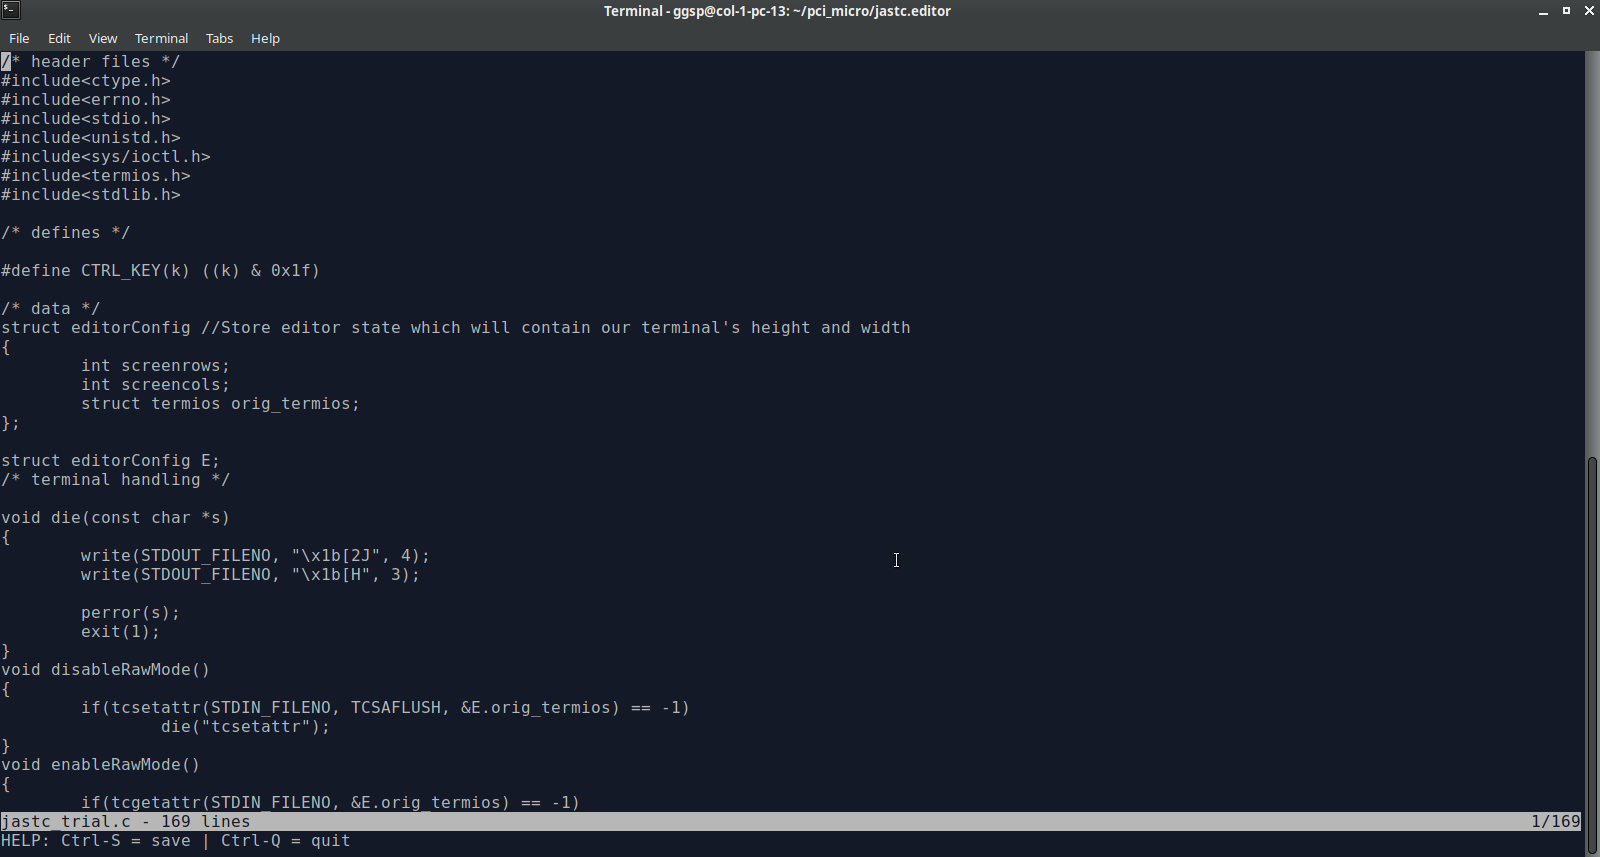 Terminal - ggsp@col-1-pc-13: ~/pci_micro/jastc.editor
File Edit View Terminal Tabs Help
/* header files */
#include<ctype.h>
#include<errno.h>
#include<stdio.h>
#include<unistd.h>
#include<sys/ioctl.h>
#include<termios.h>
#include<stdlib.h>
/* defines */
#define CTRL_KEY(k) ((k) & 0x1f)
/* data */
struct editorConfig //Store editor state which will contain our terminal's height and width
{
        int screenrows;
        int screencols;
        struct termios orig_termios;
};
struct editorConfig E;
/* terminal handling */
void die(const char *s)
{
        write(STDOUT_FILENO, "\x1b[2J", 4);
        write(STDOUT_FILENO, "\x1b[H", 3);
        perror(s);
        exit(1);
}
void disableRawMode()
{
        if(tcsetattr(STDIN_FILENO, TCSAFLUSH, &E.orig_termios) == -1)
                die("tcsetattr");
}
void enableRawMode()
{
        if(tcgetattr(STDIN_FILENO, &E.orig_termios) == -1)
jastc_trial.c - 169 lines 1/169
HELP: Ctrl-S = save | Ctrl-Q = quit